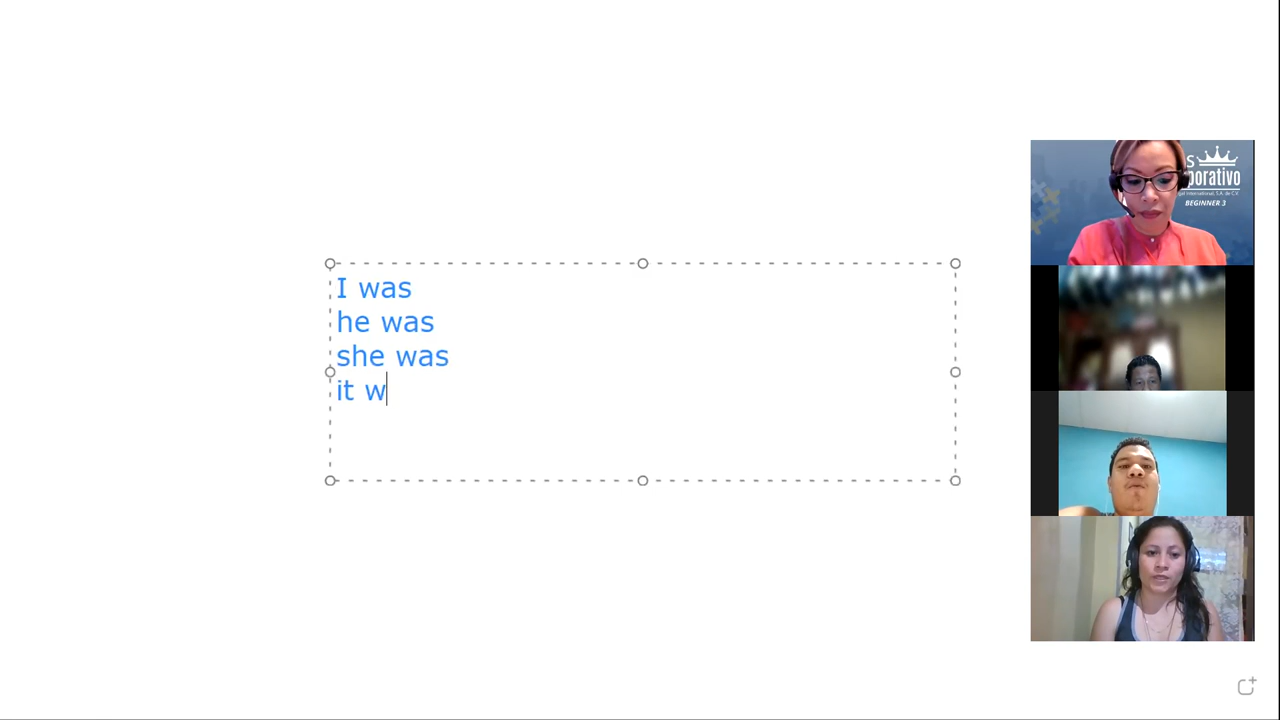 I was
he was
she was
it w
S
porativo
BEGINNER 3